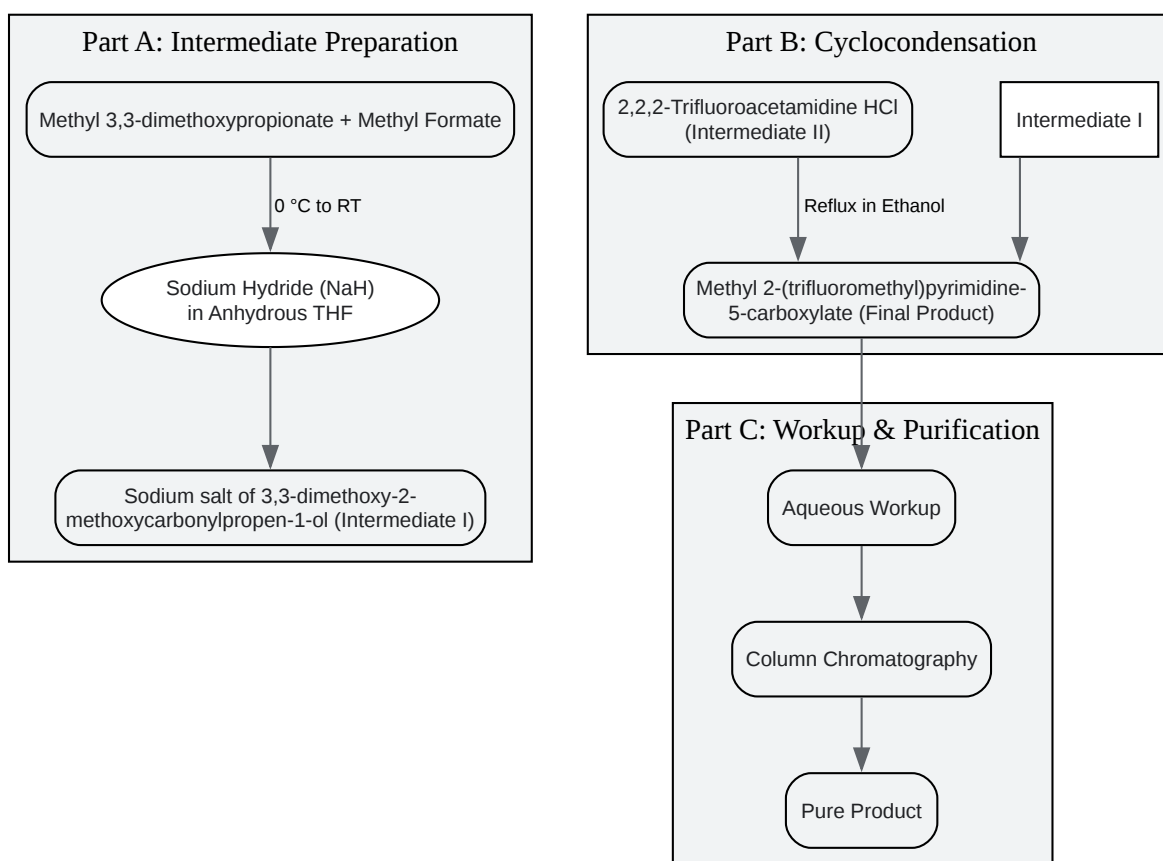 Part A: Intermediate Preparation
Methyl 3,3-dimethoxypropionate + Methyl Formate
0 °C to RT
Sodium Hydride (NaH)
in Anhydrous THF
Sodium salt of 3,3-dimethoxy-2-
methoxycarbonylpropen-1-ol (Intermediate I)
Part B: Cyclocondensation
2,2,2-Trifluoroacetamidine HCl
(Intermediate II)
Intermediate I
Reflux in Ethanol
Methyl 2-(trifluoromethyl)pyrimidine-
5-carboxylate (Final Product)
Part C: Workup & Purification
Aqueous Workup
Column Chromatography
Pure Product